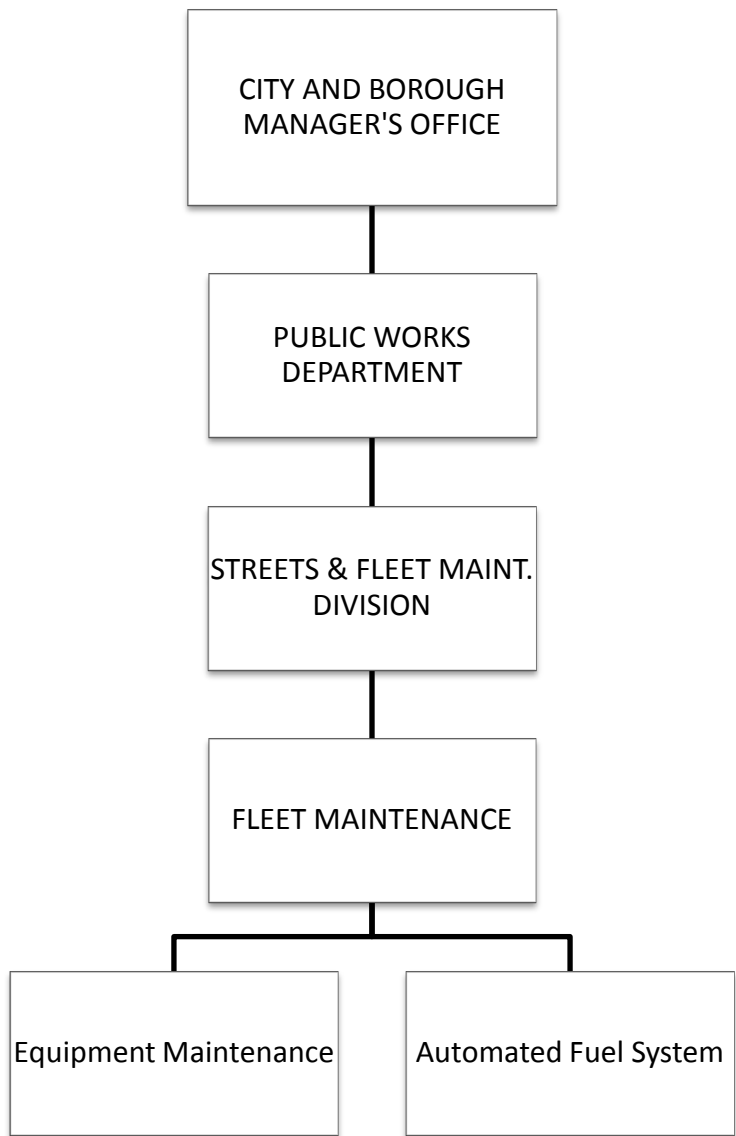 CITY AND BOROUGH
MANAGER'S OFFICE
PUBLIC WORKS
DEPARTMENT
STREETS & FLEET MAINT.
DIVISION
FLEET MAINTENANCE
Equipment Maintenance
Automated Fuel System